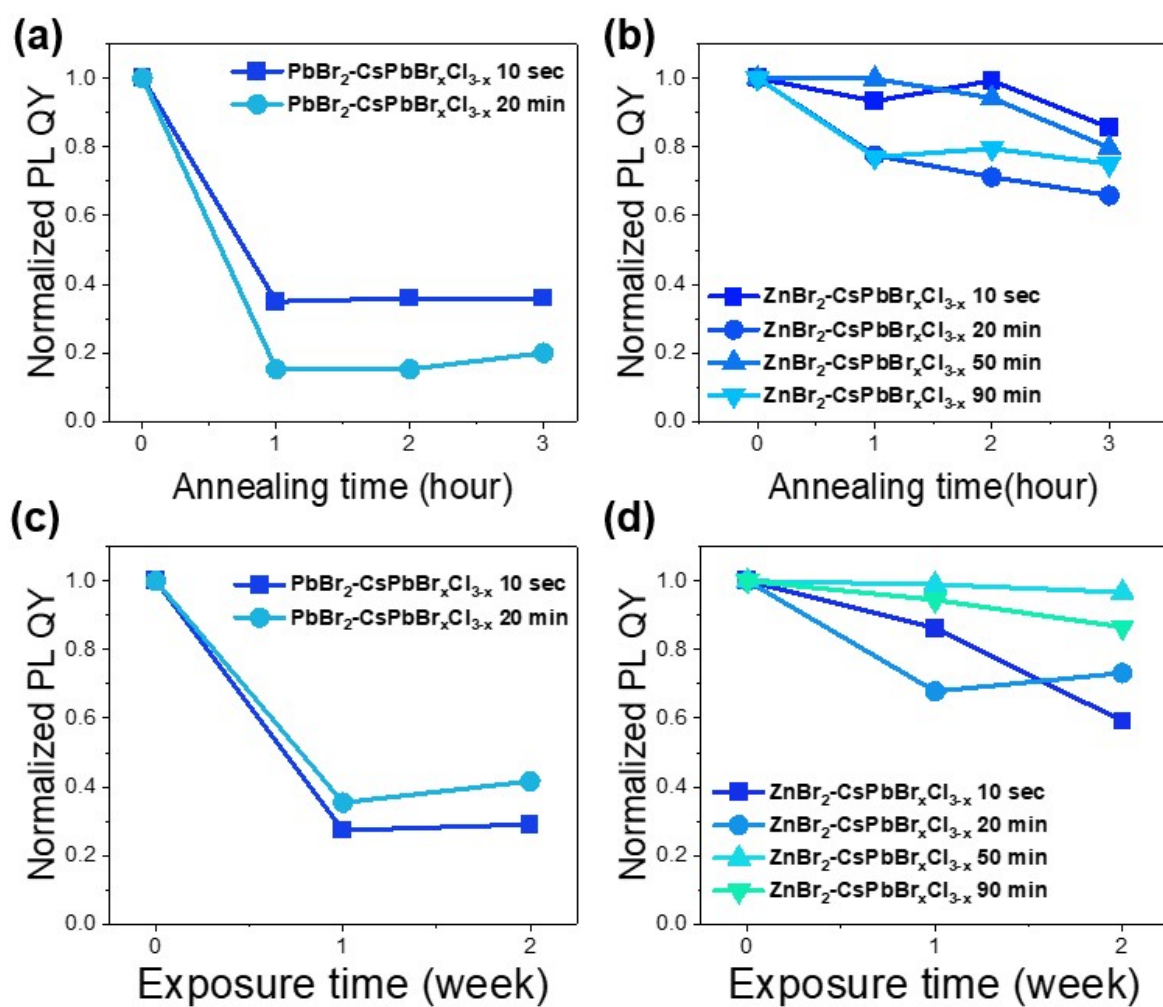 (a)
Normalized PL QY
1.0
0.8
0.6
0.4
0.2
0.0
PbBr₂-CsPbBrₓCl₃₋ₓ 10 sec
PbBr₂-CsPbBrₓCl₃₋ₓ 20 min
0 1 2 3
Annealing time (hour)
(b)
Normalized PL QY
1.0
0.8
0.6
0.4
0.2
0.0
ZnBr₂-CsPbBrₓCl₃₋ₓ 10 sec
ZnBr₂-CsPbBrₓCl₃₋ₓ 20 min
ZnBr₂-CsPbBrₓCl₃₋ₓ 50 min
ZnBr₂-CsPbBrₓCl₃₋ₓ 90 min
0 1 2 3
Annealing time(hour)
(c)
Normalized PL QY
1.0
0.8
0.6
0.4
0.2
0.0
PbBr₂-CsPbBrₓCl₃₋ₓ 10 sec
PbBr₂-CsPbBrₓCl₃₋ₓ 20 min
0 1 2
Exposure time (week)
(d)
Normalized PL QY
1.0
0.8
0.6
0.4
0.2
0.0
ZnBr₂-CsPbBrₓCl₃₋ₓ 10 sec
ZnBr₂-CsPbBrₓCl₃₋ₓ 20 min
ZnBr₂-CsPbBrₓCl₃₋ₓ 50 min
ZnBr₂-CsPbBrₓCl₃₋ₓ 90 min
0 1 2
Exposure time (week)